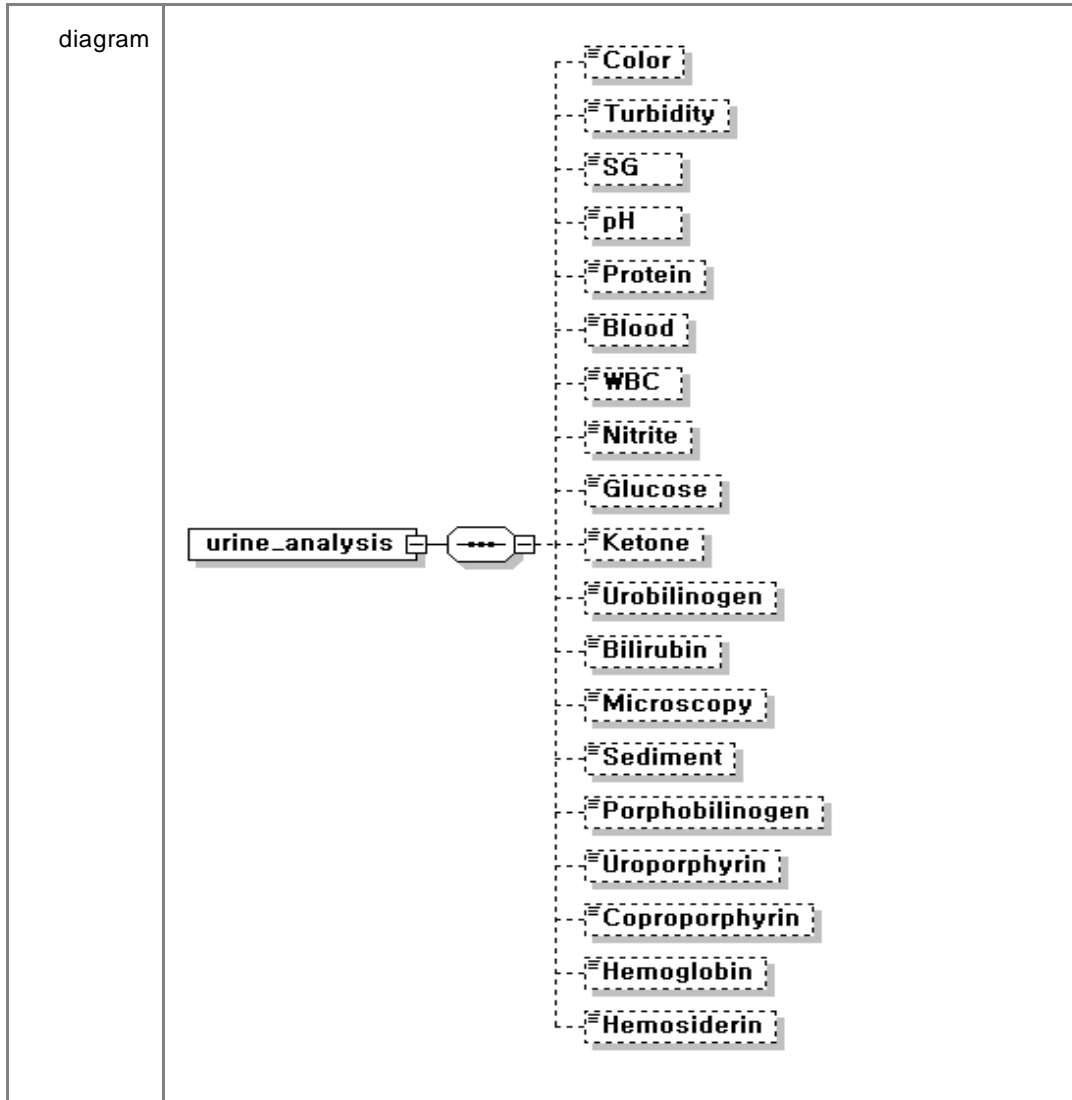 diagram
Color
Turbidity
SG
pH
Protein
Blood
WBC
Nitrite
Glucose
urine_analysis
Ketone
Urobilinogen
Bilirubin
Microscopy
Sediment
Porphobilinogen
Uroporphyrin
Coproporphyrin
Hemoglobin
Hemosiderin